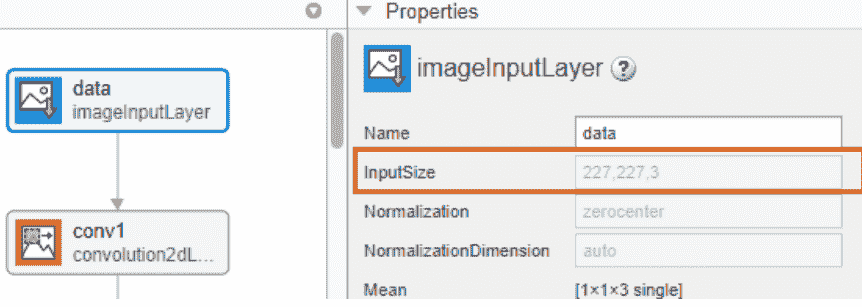 data
imageInputLayer
conv1
convolution2dL...
Properties
imageInputLayer ?
Name data
InputSize 227,227,3
Normalization zerocenter
NormalizationDimension auto
Mean [1×1×3 single]